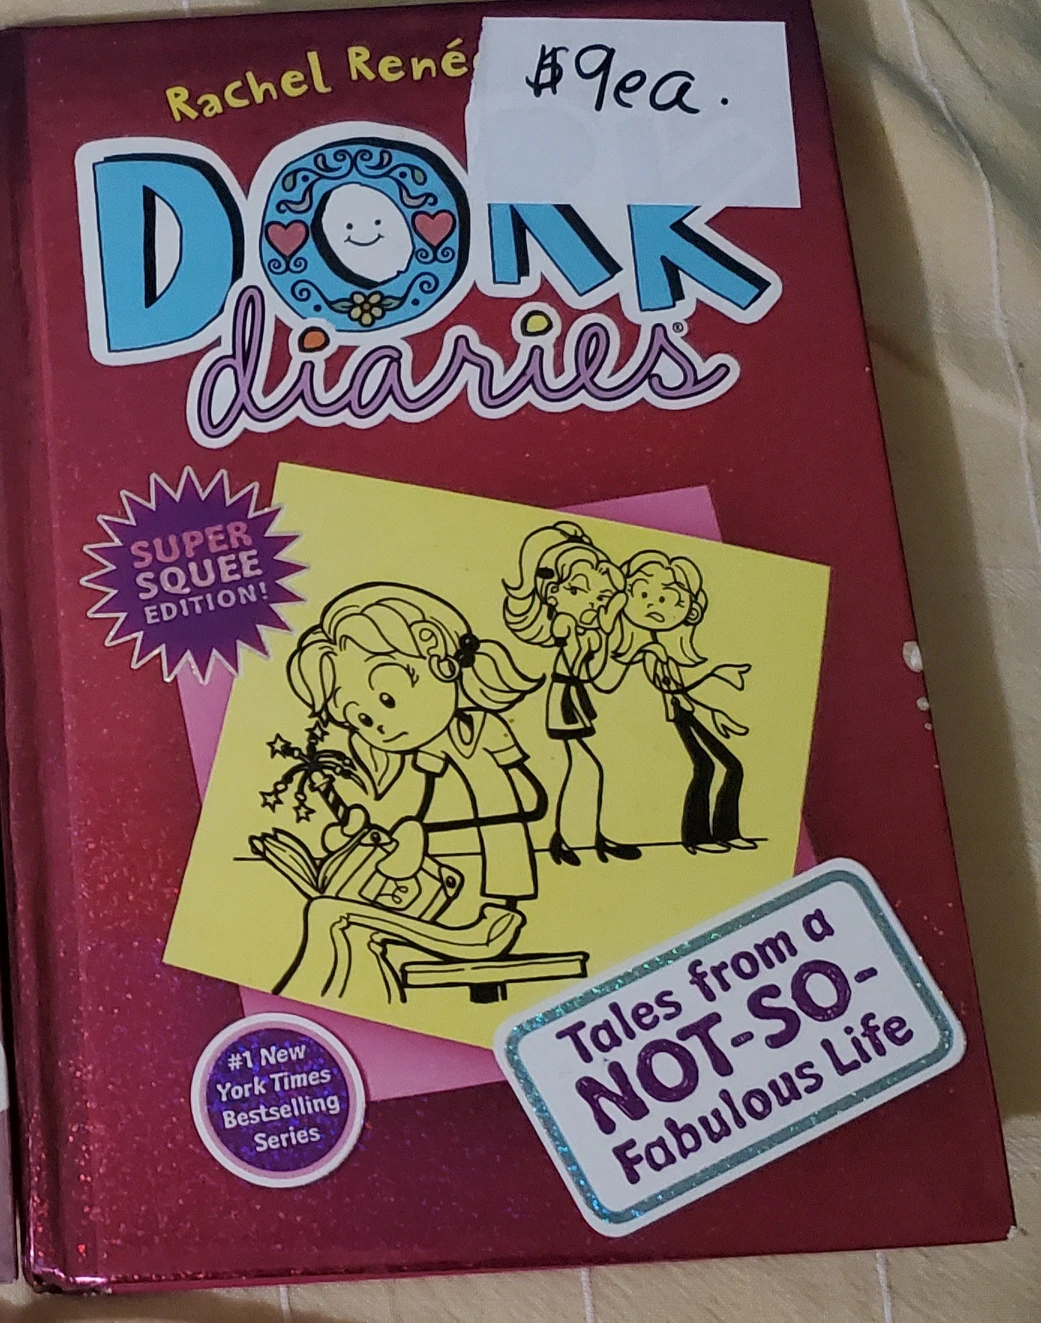 Rachel René
$9ea.
DORK
diaries®
SUPER
SQUEE
EDITION!
Tales from a
NOT-SO-
Fabulous Life
#1 New
York Times
Bestselling
Series